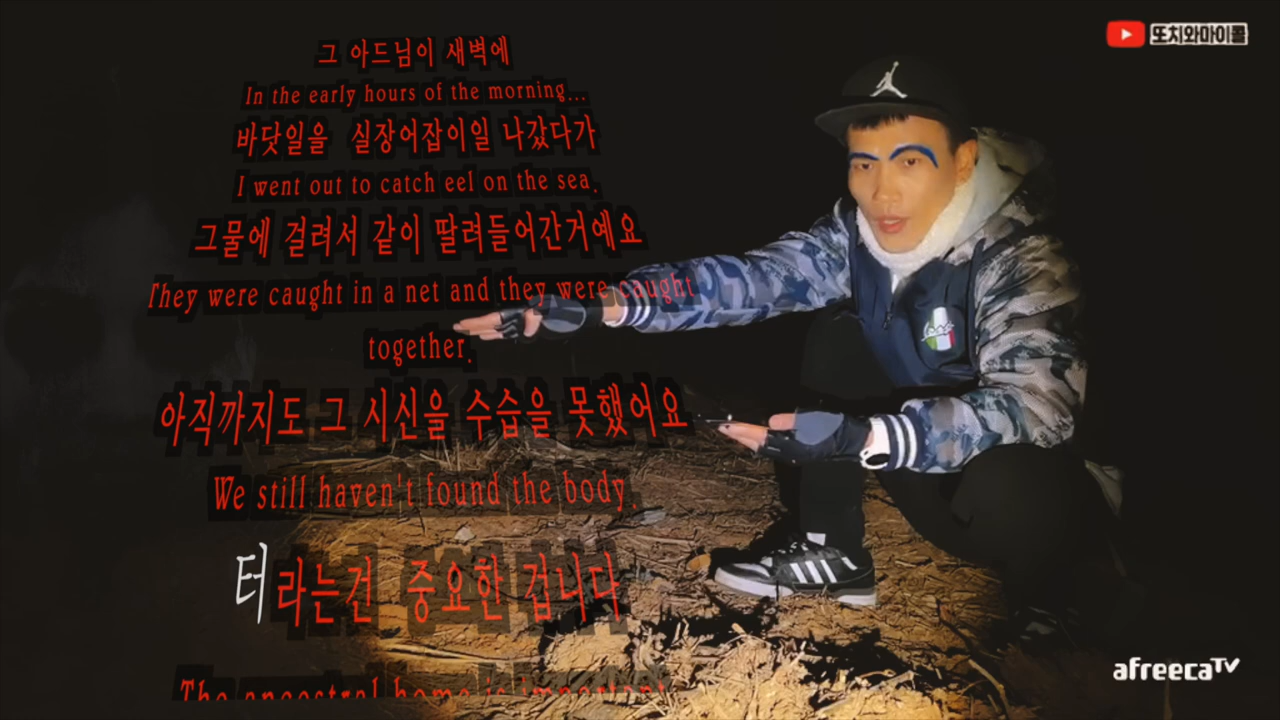 또치와마이콜
그 아드님이 새벽에
In the early hours of the morning...
바닷일을 실장어잡이일 나갔다가
I went out to catch eel on the sea.
그물에 걸려서 같이 딸려들어간거예요
They were caught in a net and they were caught
together.
아직까지도 그 시신을 수습을 못했어요
We still haven't found the body.
터라는건 중요한 겁니다
The ancestral home is important
afreecaTV